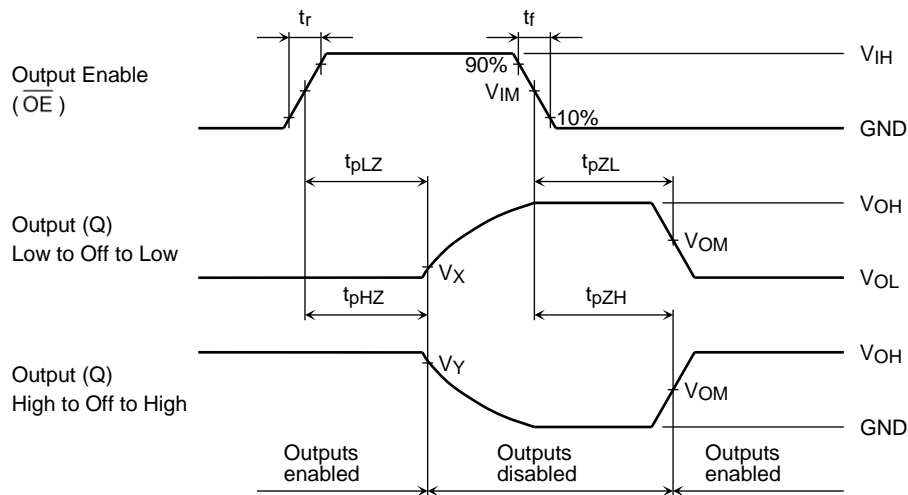 tr
tf
Output Enable
( OE )
90%
VIM
10%
VIH
GND
tpLZ
tpZL
Output (Q)
Low to Off to Low
VX
VOM
VOH
VOL
tpHZ
tpZH
Output (Q)
High to Off to High
VY
VOM
VOH
GND
Outputs
enabled
Outputs
disabled
Outputs
enabled